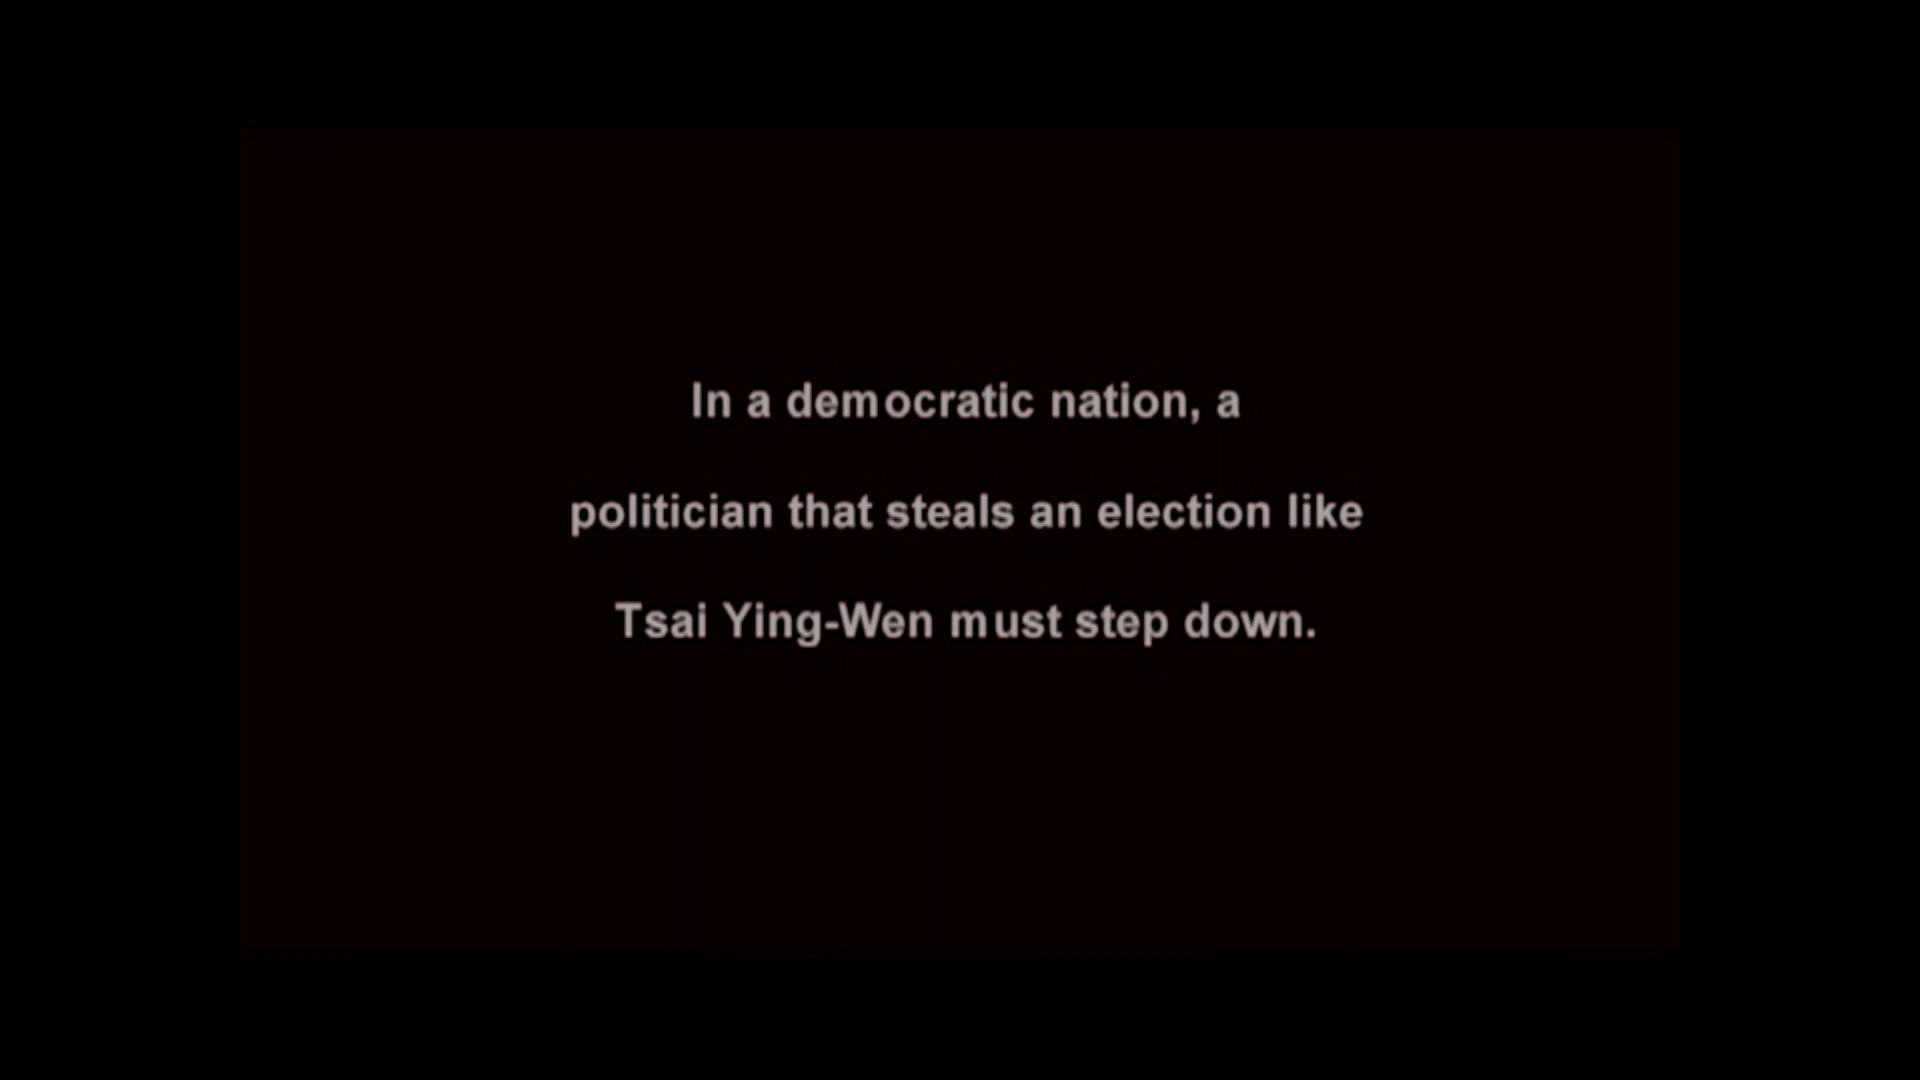 In a democratic nation, a
politician that steals an election like
Tsai Ying-Wen must step down.